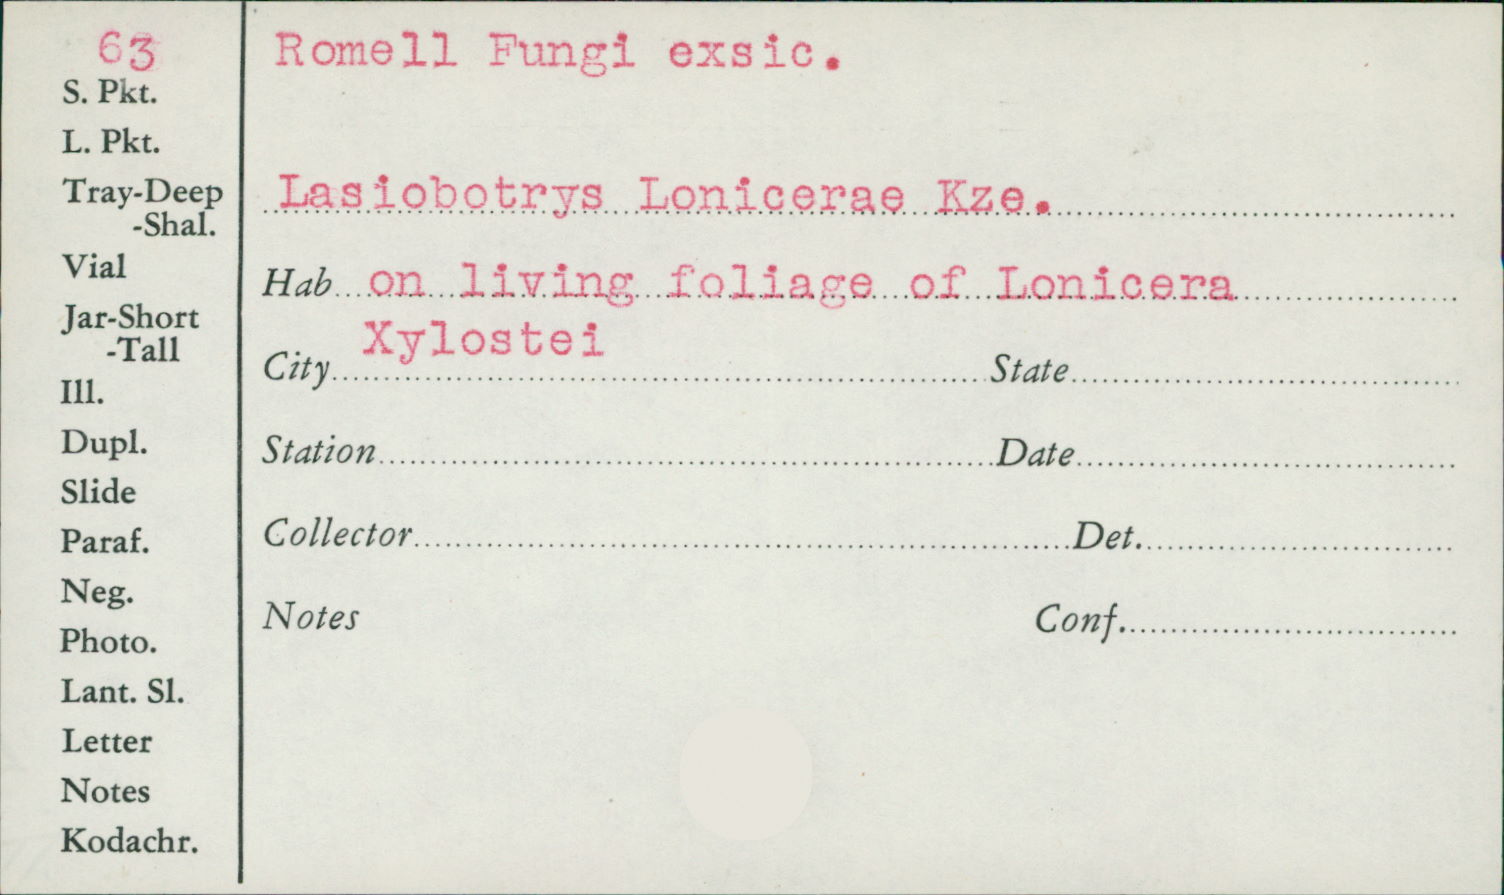 63
S. Pkt.
L. Pkt.
Tray-Deep
-Shal.
Vial
Jar-Short
-Tall
Ill.
Dupl.
Slide
Paraf.
Neg.
Photo.
Lant. Sl.
Letter
Notes
Kodachr.
Romell Fungi exsic.
Lasiobotrys Lonicerae Kze.
Hab on living foliage of Lonicera
Xylostei
City State
Station Date
Collector Det.
Notes Conf.